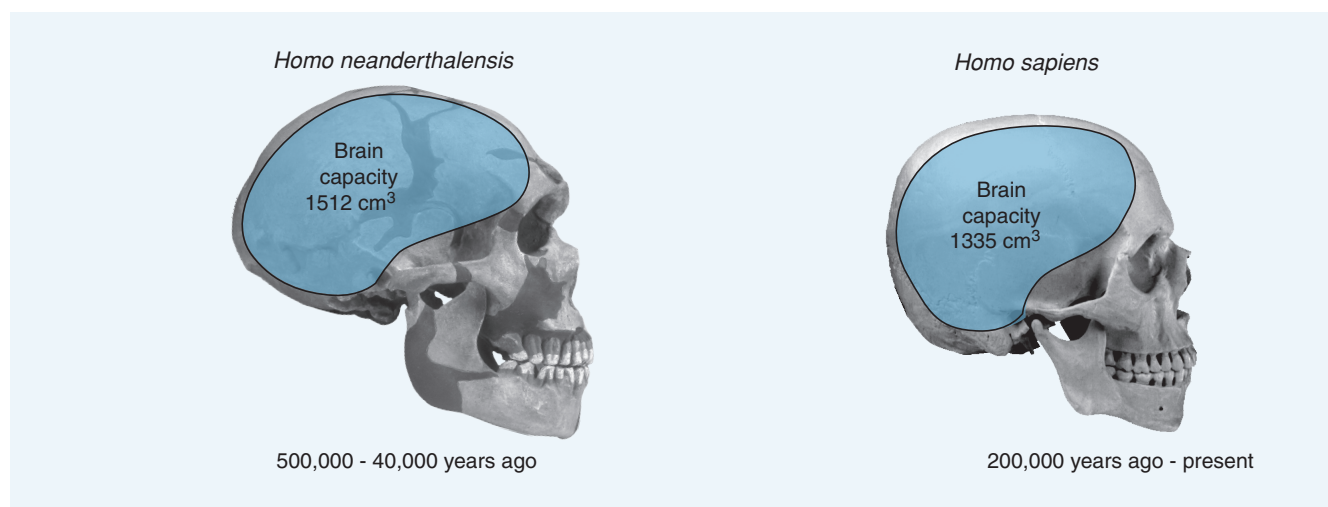 Homo neanderthalensis
Brain
capacity
1512 cm³
500,000 - 40,000 years ago
Homo sapiens
Brain
capacity
1335 cm³
200,000 years ago - present